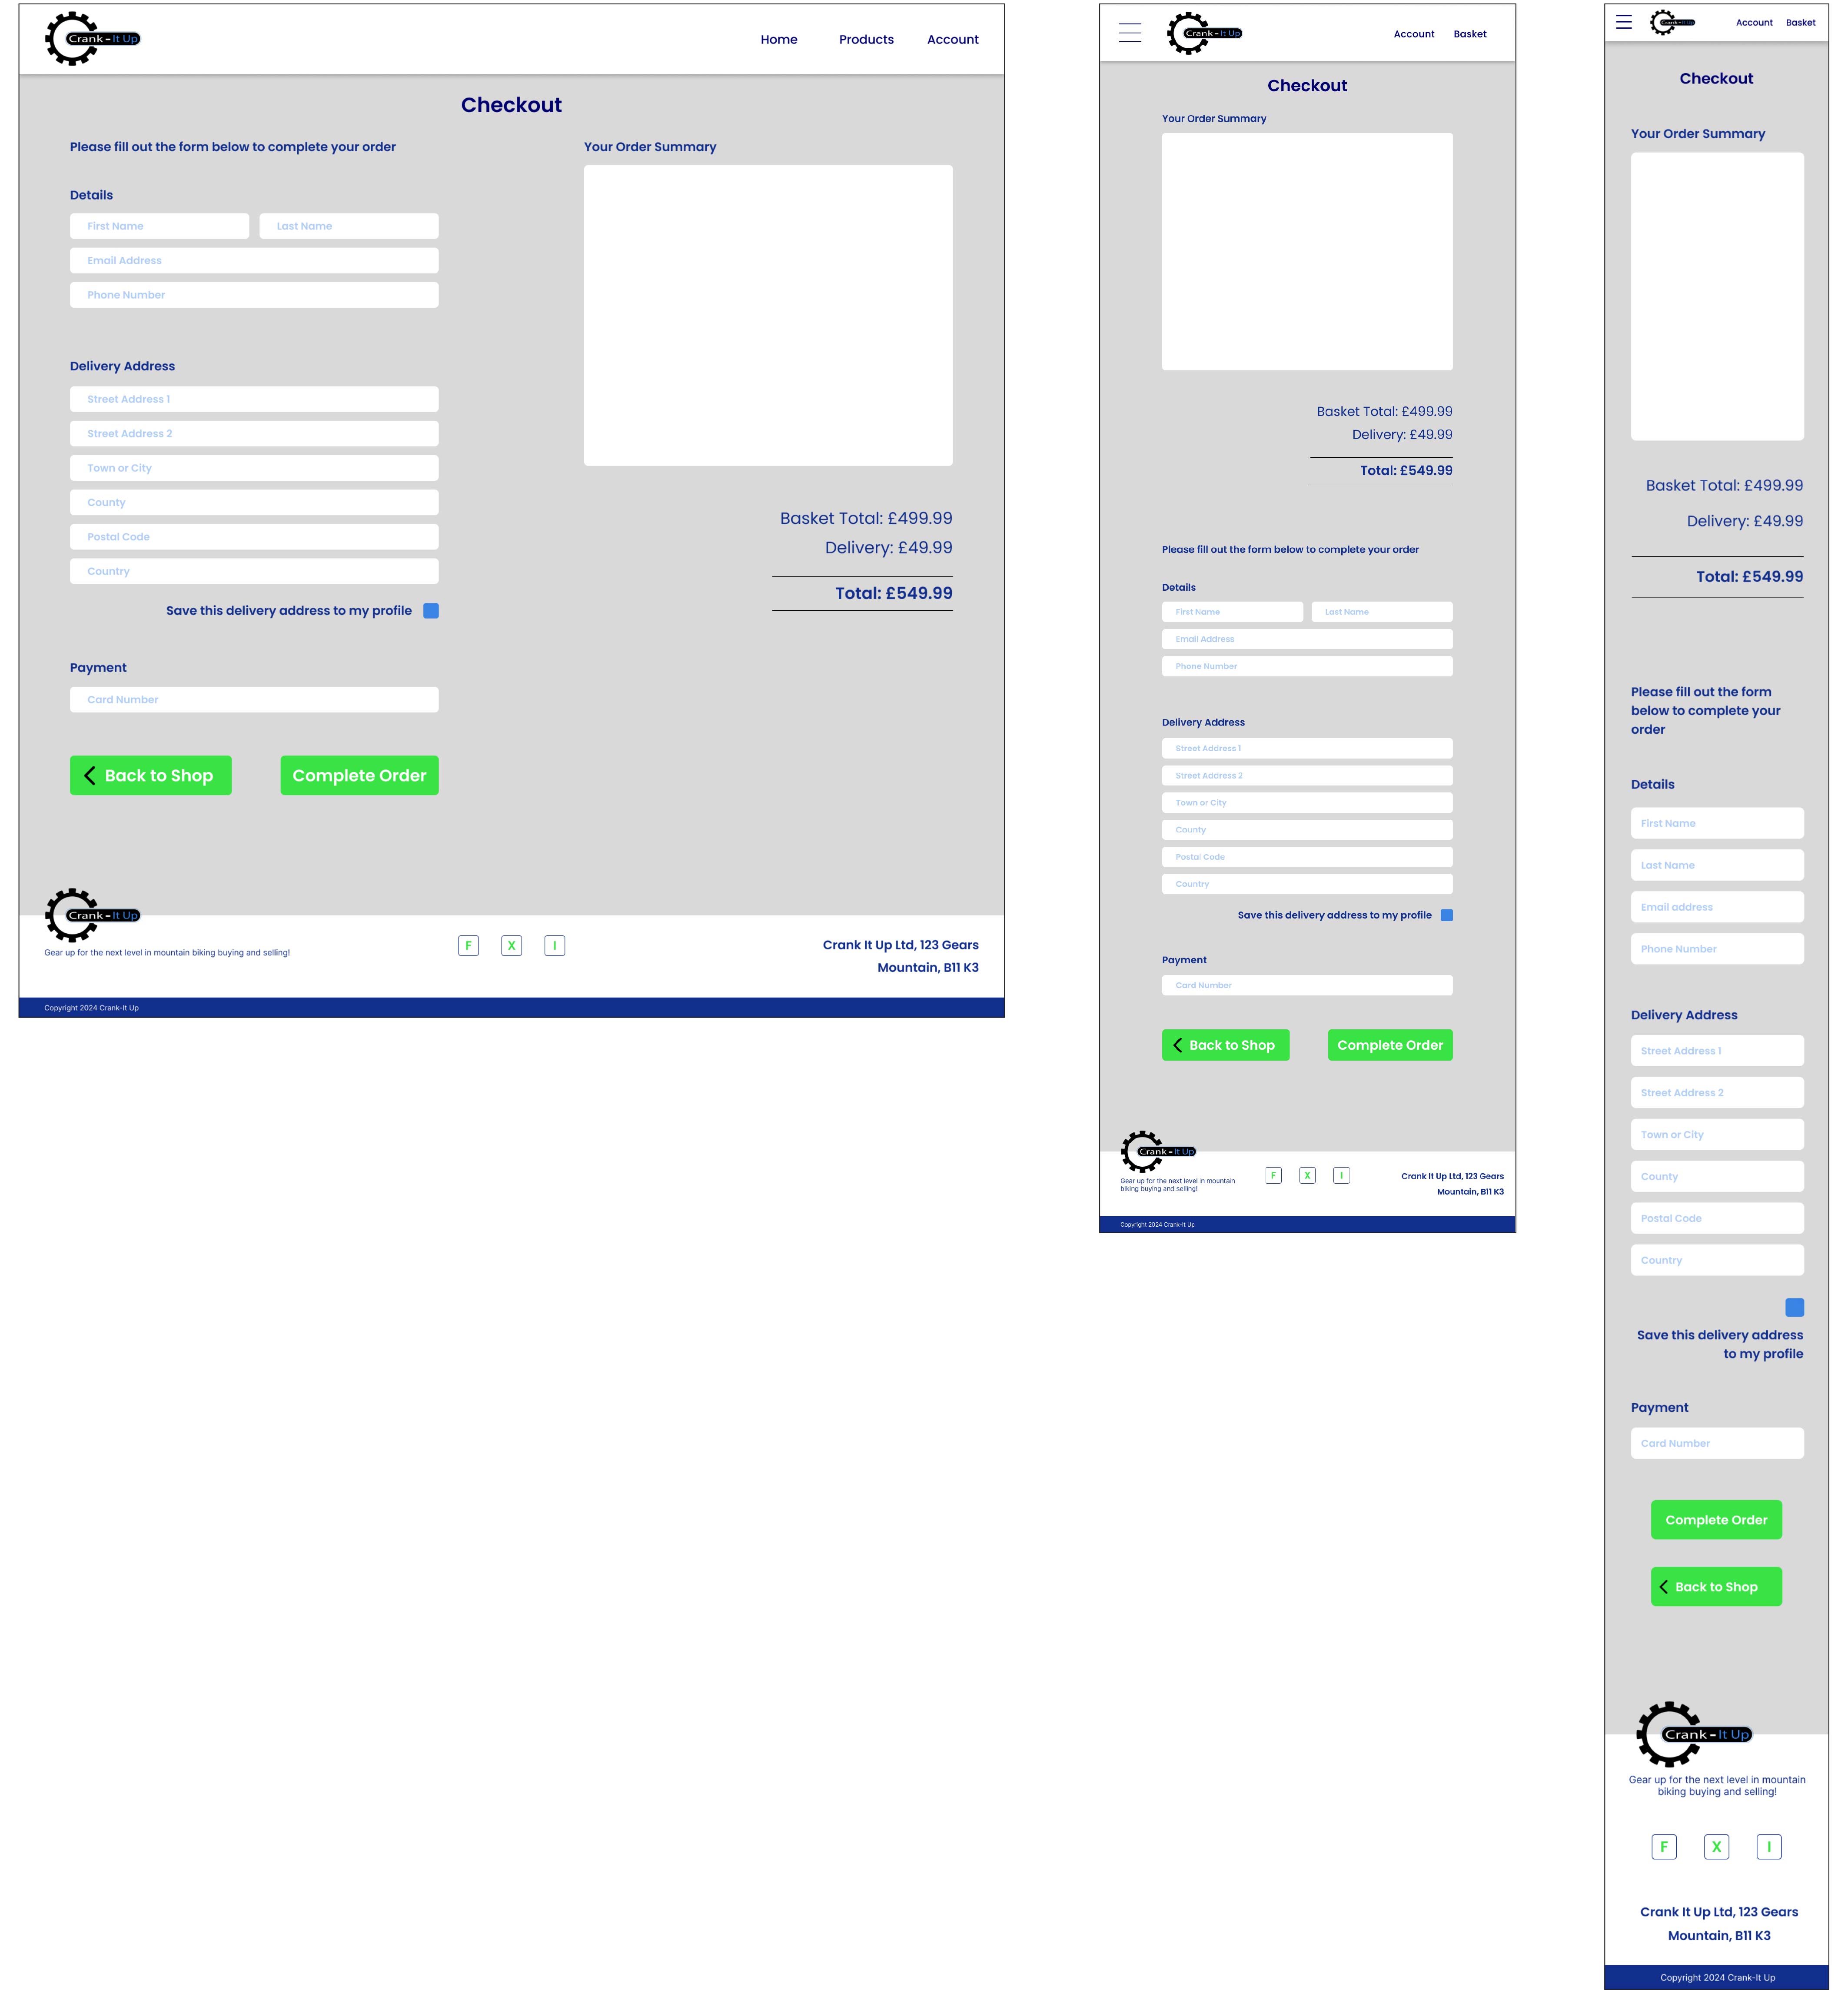 Crank-It Up
Home Products Account
Checkout
Please fill out the form below to complete your order
Details
First Name Last Name
Email Address
Phone Number
Delivery Address
Street Address 1
Street Address 2
Town or City
County
Postal Code
Country
Save this delivery address to my profile
Payment
Card Number
Back to Shop Complete Order
Your Order Summary
Basket Total: £499.99
Delivery: £49.99
Total: £549.99
Crank-It Up
Gear up for the next level in mountain biking buying and selling!
F X I
Crank It Up Ltd, 123 Gears
Mountain, B11 K3
Copyright 2024 Crank-It Up
Crank-It Up
Account Basket
Checkout
Your Order Summary
Basket Total: £499.99
Delivery: £49.99
Total: £549.99
Please fill out the form below to complete your order
Details
First Name Last Name
Email Address
Phone Number
Delivery Address
Street Address 1
Street Address 2
Town or City
County
Postal Code
Country
Save this delivery address to my profile
Payment
Card Number
Back to Shop Complete Order
Crank-It Up
Gear up for the next level in mountain
biking buying and selling!
F X I
Crank It Up Ltd, 123 Gears
Mountain, B11 K3
Copyright 2024 Crank-It Up
Crank-It Up
Account Basket
Checkout
Your Order Summary
Basket Total: £499.99
Delivery: £49.99
Total: £549.99
Please fill out the form
below to complete your
order
Details
First Name
Last Name
Email address
Phone Number
Delivery Address
Street Address 1
Street Address 2
Town or City
County
Postal Code
Country
Save this delivery address
to my profile
Payment
Card Number
Complete Order
Back to Shop
Crank-It Up
Gear up for the next level in mountain
biking buying and selling!
F X I
Crank It Up Ltd, 123 Gears
Mountain, B11 K3
Copyright 2024 Crank-It Up